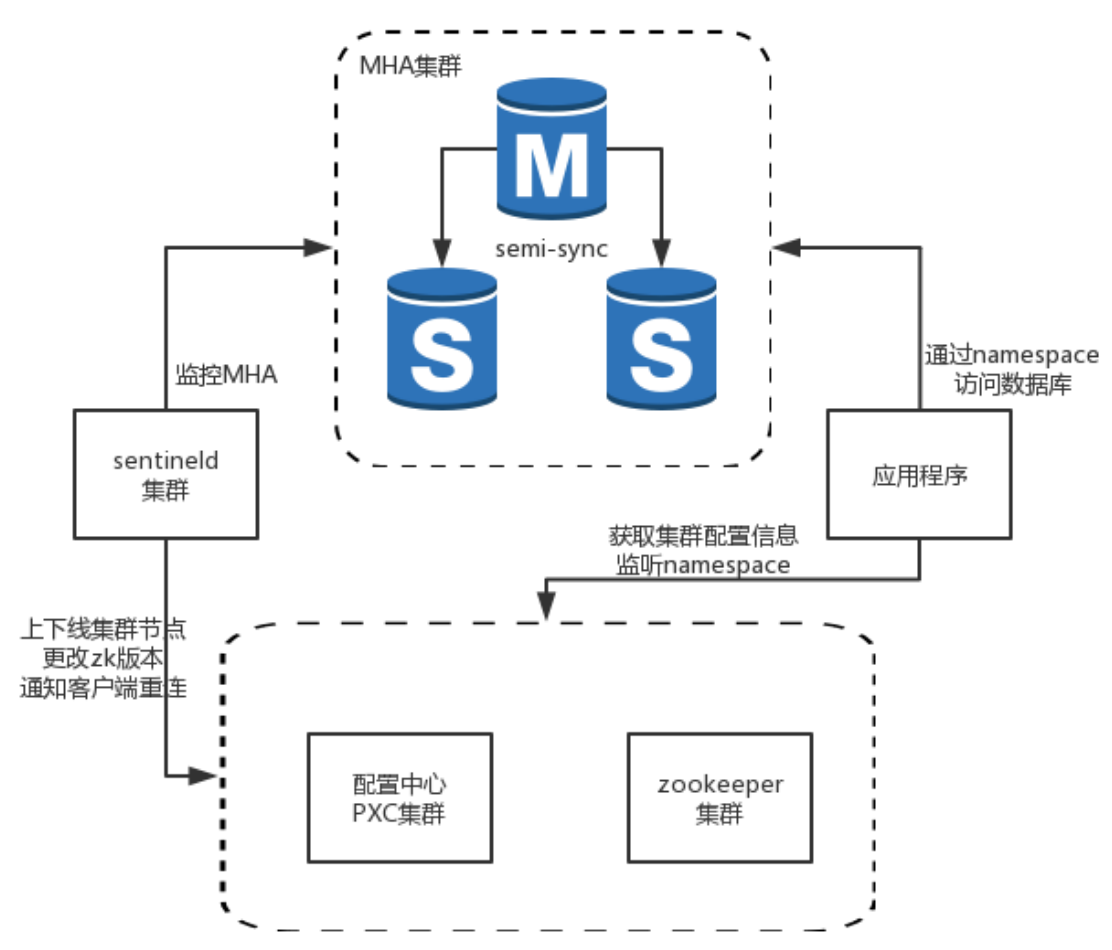 MHA集群
M
semi-sync
S
S
监控MHA
通过namespace
访问数据库
sentineld
集群
应用程序
获取集群配置信息
监听namespace
上下线集群节点
更改zk版本
通知客户端重连
配置中心
PXC集群
zookeeper
集群